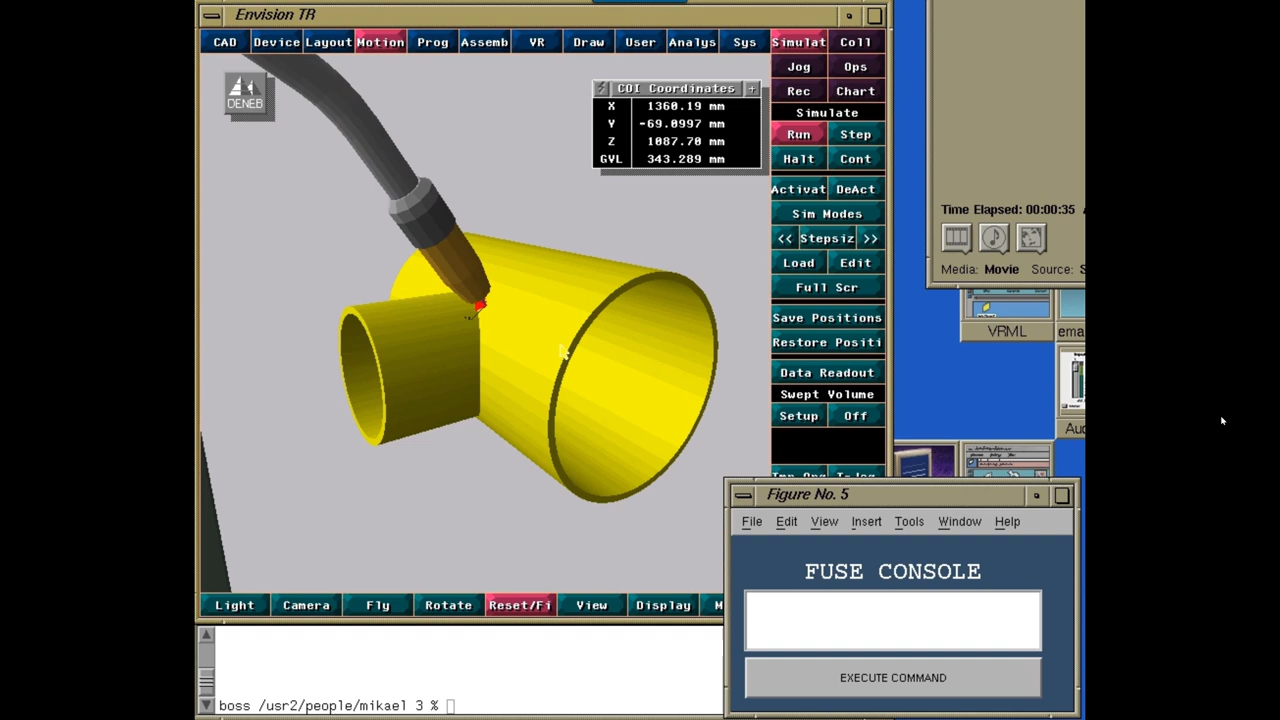 Envision TR
CAD Device Layout Motion Prog Assemb VR Draw User Analys Sys Simulat Coll
Jog Ops
DENEB
COI Coordinates
Rec Chart
X 1360.19 mm
Simulate
Y -69.0997 mm
Run Step
Z 1087.70 mm
GVL 343.289 mm
Halt Cont
Activat DeAct
Sim Modes
Time Elapsed: 00:00:35
<< Stepsiz >>
Load Edit
Media: Movie Source: S
Full Scr
Save Positions
VRML ema
Restore Positi
Data Readout
Swept Volume
Setup Off
Au
Figure No. 5
File Edit View Insert Tools Window Help
FUSE CONSOLE
Light Camera Fly Rotate Reset/Fi View Display M
EXECUTE COMMAND
boss /usr2/people/mikael 3 %